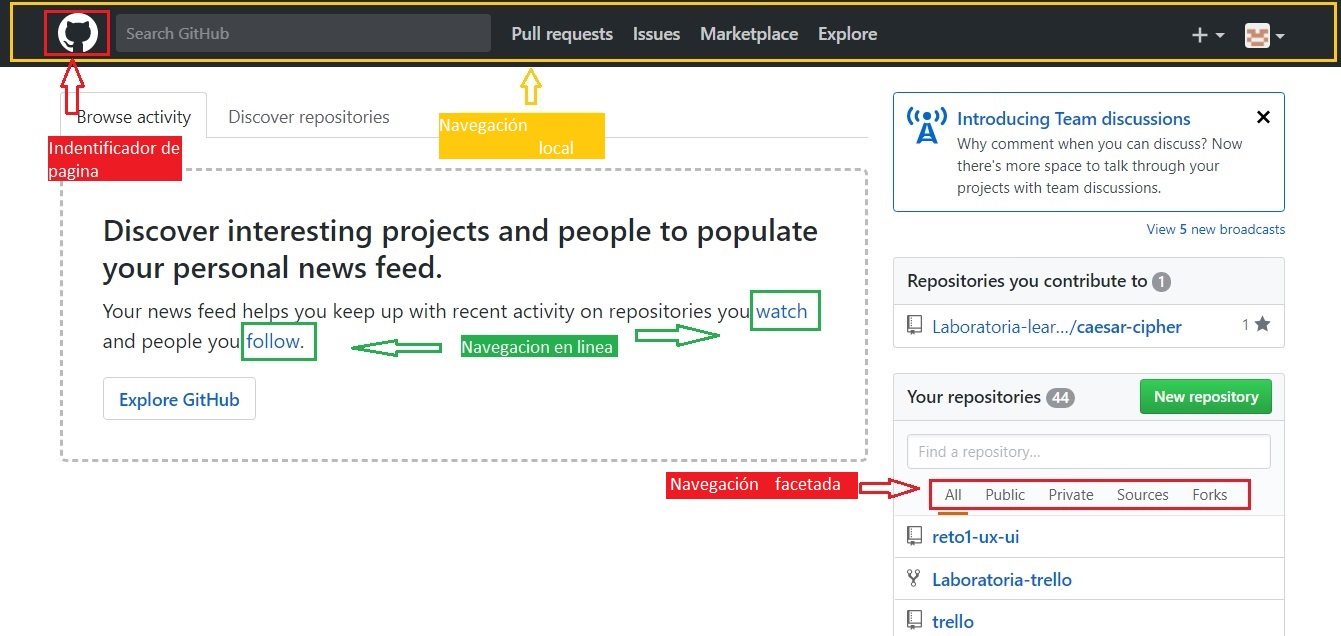 Search GitHub
Pull requests
Issues
Marketplace
Explore
Browse activity
Discover repositories
Navegación
local
Indentificador de
pagina
Discover interesting projects and people to populate
your personal news feed.
Your news feed helps you keep up with recent activity on repositories you watch
and people you follow.
Navegacion en linea
Explore GitHub
Introducing Team discussions
Why comment when you can discuss? Now
there's more space to talk through your
projects with team discussions.
View 5 new broadcasts
Repositories you contribute to 1
Laboratoria-lear.../caesar-cipher 1
Your repositories 44
New repository
Find a repository...
Navegación facetada
All Public Private Sources Forks
reto1-ux-ui
Laboratoria-trello
trello